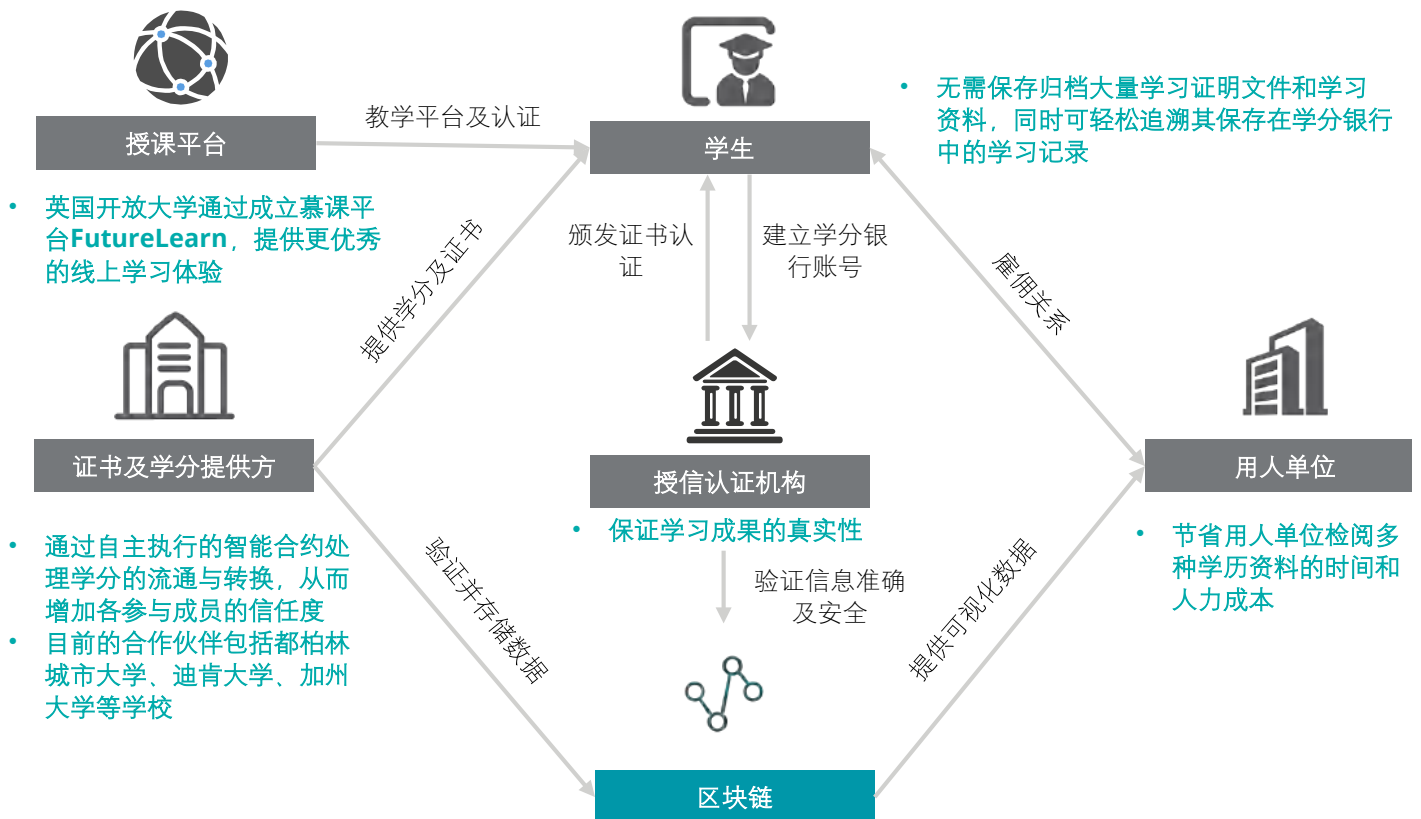 教学平台及认证
授课平台
学生
• 无需保存归档大量学习证明文件和学习
资料，同时可轻松追溯其保存在学分银行
中的学习记录
• 英国开放大学通过成立慕课平
台FutureLearn，提供更优秀
的线上学习体验
提供学分及证书
颁发证书认
证
建立学分银
行账号
雇佣关系
证书及学分提供方
授信认证机构
用人单位
• 保证学习成果的真实性
• 通过自主执行的智能合约处
理学分的流通与转换，从而
增加各参与成员的信任度
• 目前的合作伙伴包括都柏林
城市大学、迪肯大学、加州
大学等学校
验证并存储数据
验证信息准确
及安全
提供可视化数据
• 节省用人单位检阅多
种学历资料的时间和
人力成本
区块链